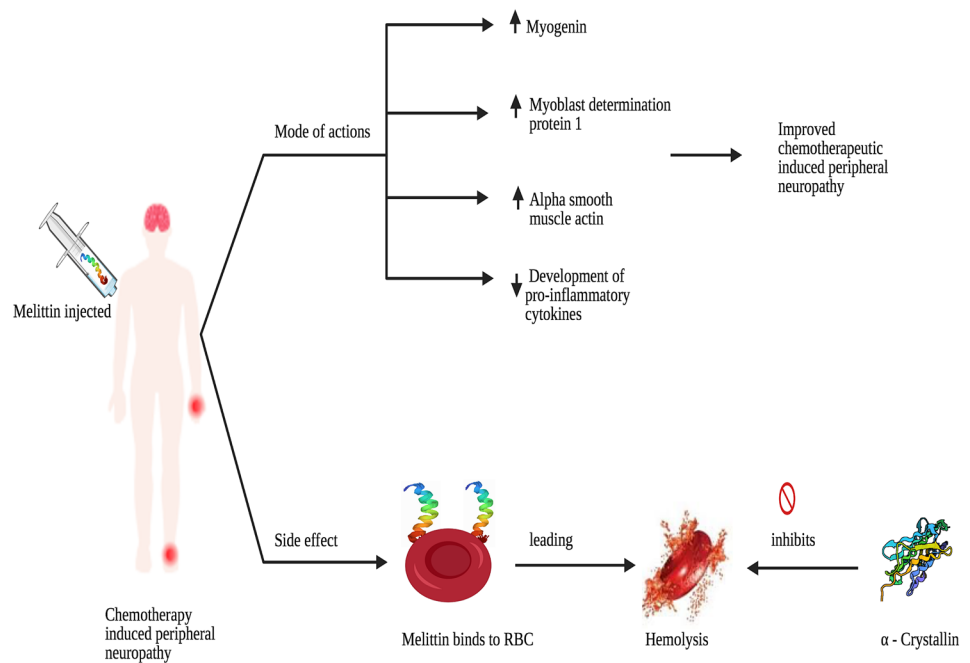 Myogenin
Myoblast determination
protein 1
Mode of actions
Alpha smooth
muscle actin
Development of
pro-inflammatory
cytokines
Improved
chemotherapeutic
induced peripheral
neuropathy
Melittin injected
Chemotherapy
induced peripheral
neuropathy
Side effect
leading
inhibits
Melittin binds to RBC
Hemolysis
α - Crystallin